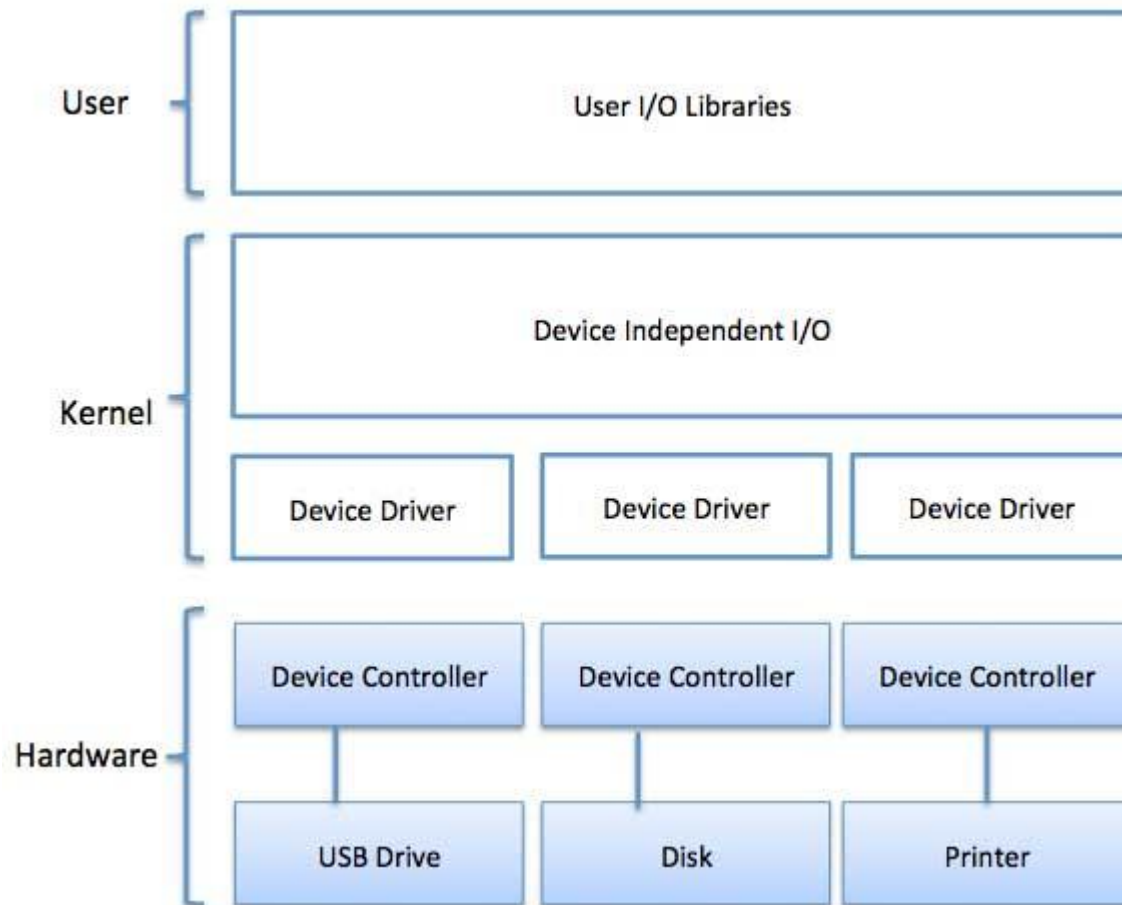 User
User I/O Libraries
Kernel
Device Independent I/O
Device Driver
Device Driver
Device Driver
Hardware
Device Controller
Device Controller
Device Controller
USB Drive
Disk
Printer